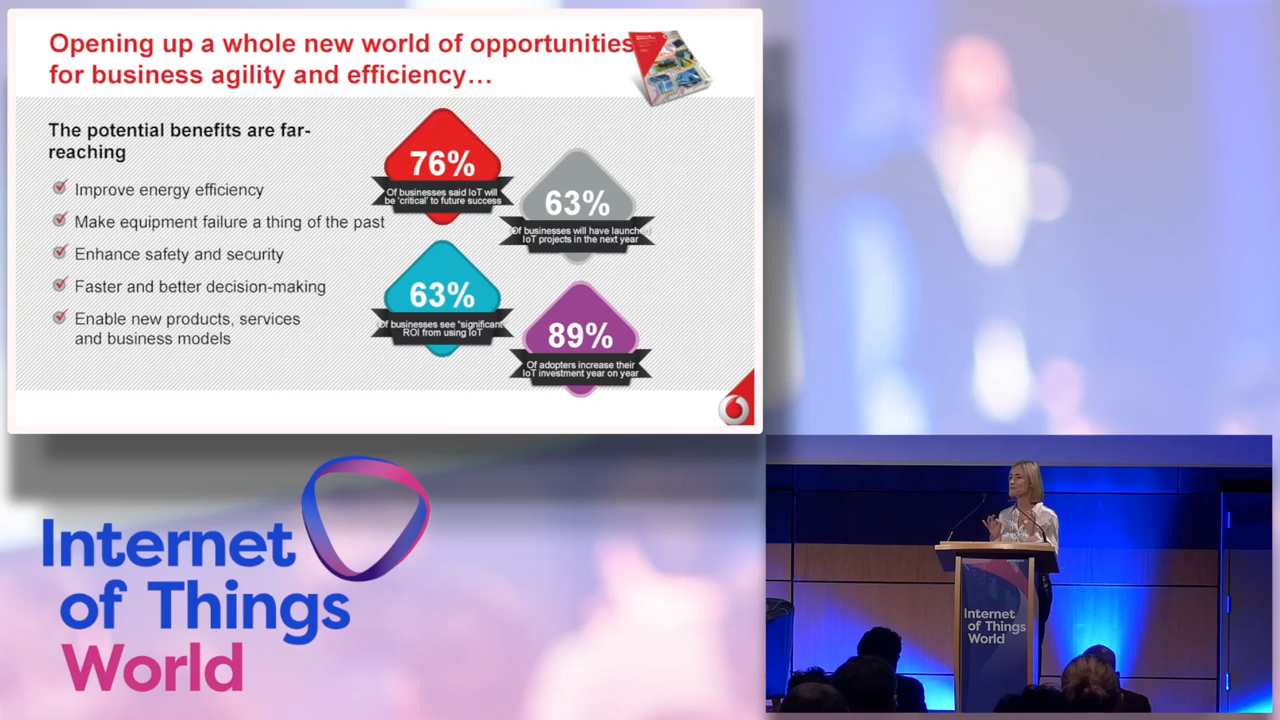 Opening up a whole new world of opportunities
for business agility and efficiency…
The potential benefits are far-
reaching
Improve energy efficiency
Make equipment failure a thing of the past
Enhance safety and security
Faster and better decision-making
Enable new products, services
and business models
76%
Of businesses said IoT will
be 'critical' to future success
63%
Of businesses will have launched
IoT projects in the next year
63%
Of businesses see "significant"
ROI from using IoT
89%
Of adopters increase their
IoT investment year on year
Internet
of Things
World
Internet
of Things
World